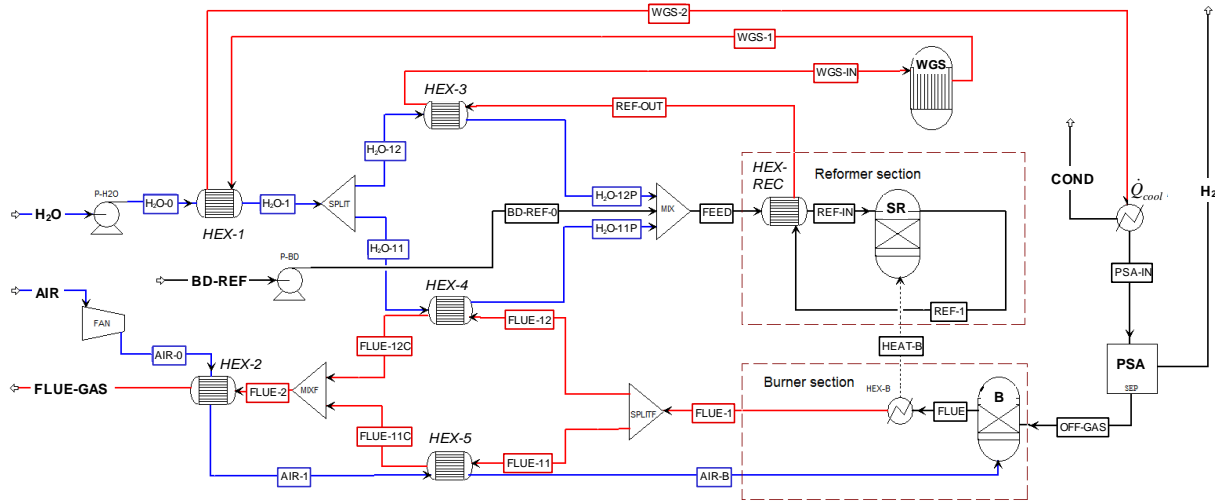 WGS-2
WGS-1
WGS-IN
WGS
HEX-3
REF-OUT
H₂O-12
HEX-
REC
Reformer section
COND
Q̇cool .
H2
P-H2O
H₂O
H₂O-0
HEX-1
H₂O-1
SPLIT
H₂O-12P
BD-REF-0
H₂O-11P
MIX
FEED
REF-IN
SR
H₂O-11
P-BD
BD-REF
PSA-IN
AIR
FAN
HEX-4
FLUE-12
REF-1
AIR-0
HEX-2
FLUE-12C
HEAT-B
PSA
SEP
FLUE-GAS
FLUE-2
MIXF
Burner section
HEX-B
B
SPLITF
FLUE-1
FLUE
OFF-GAS
FLUE-11C
HEX-5
FLUE-11
AIR-1
AIR-B